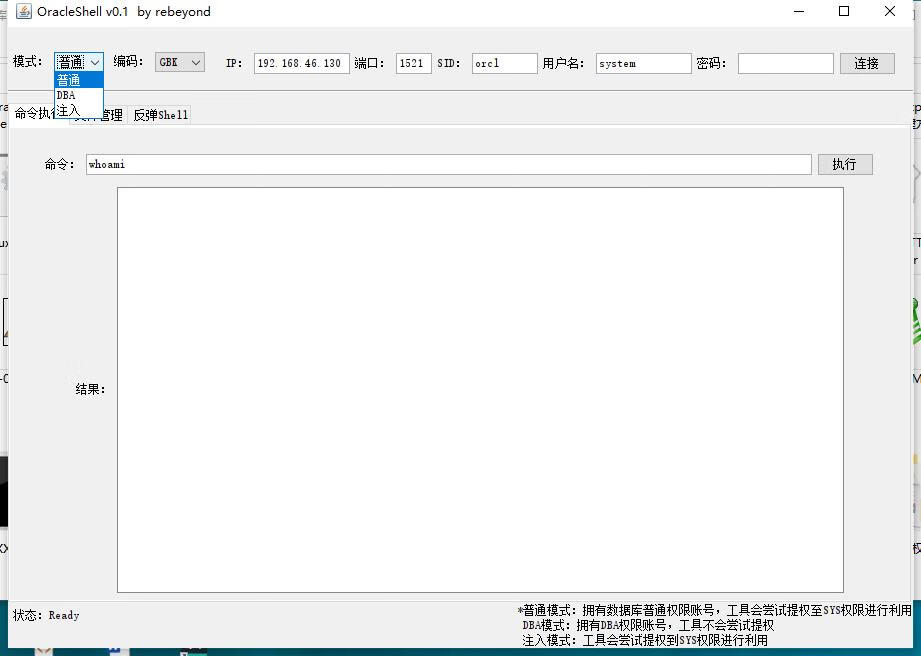 OracleShell v0.1 by rebeyond
模式: 普通 编码: GBK IP: 192.168.46.130 端口: 1521 SID: orcl 用户名: system 密码: 连接
普通
DBA
注入
命令执行 管理 反弹Shell
命令: whoami 执行
结果:
状态: Ready
*普通模式: 拥有数据库普通权限账号, 工具会尝试提权至SYS权限进行利用
DBA模式: 拥有DBA权限账号, 工具不会尝试提权
注入模式: 工具会尝试提权到SYS权限进行利用